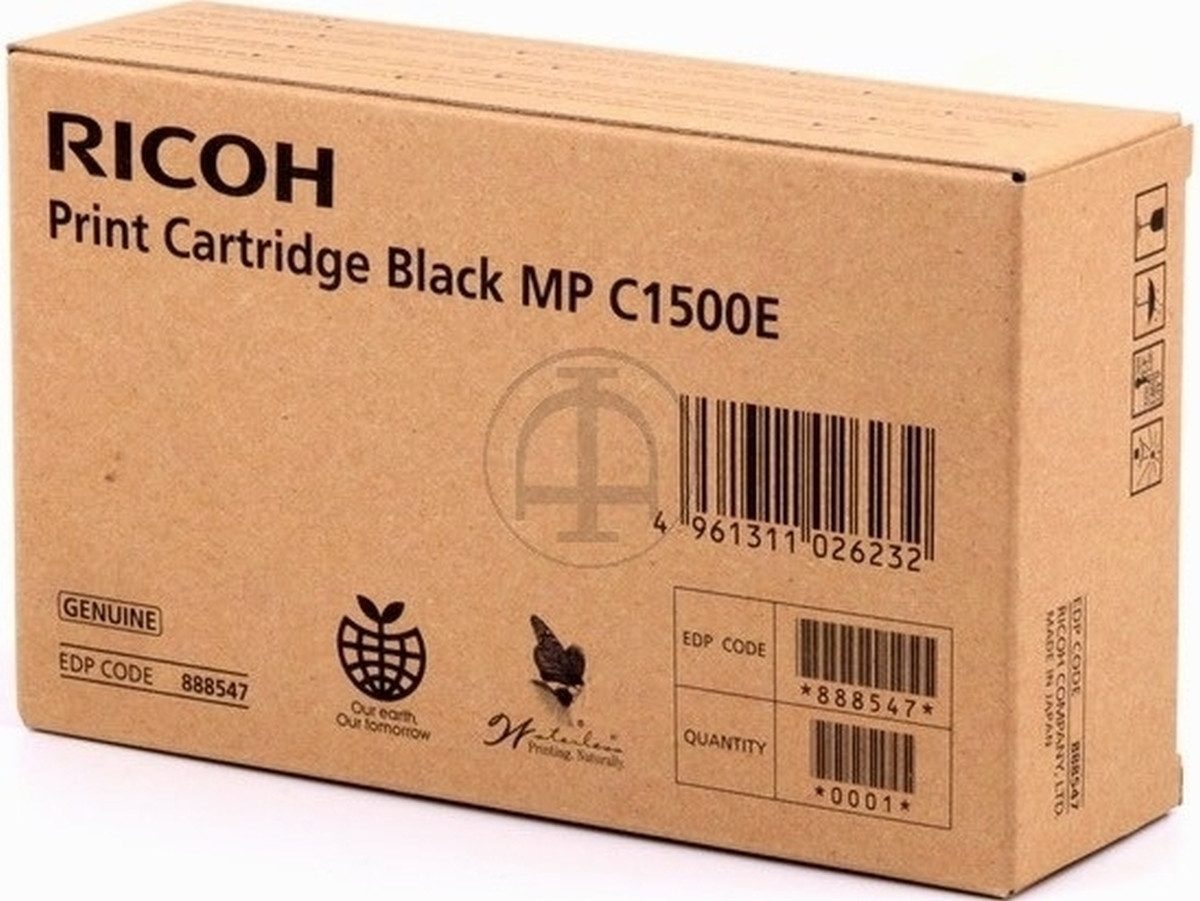 RICOH
Print Cartridge Black MP C1500E
4 961311 026232
GENUINE
EDP CODE 888547
Our earth,
Our tomorrow
Waterless
Printing. Naturally.
EDP CODE
*888547*
QUANTITY
*0001*
EDP CODE 888547
RICOH COMPANY, LTD.
MADE IN JAPAN